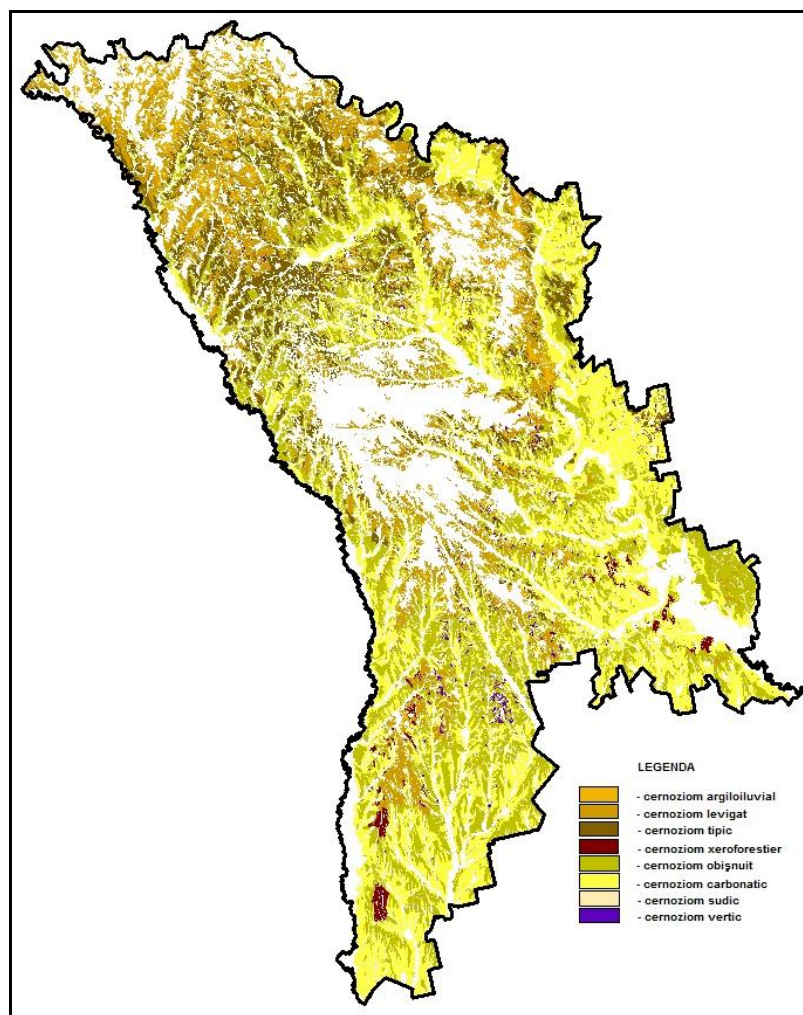 LEGENDA
- cernoziom argiloiluvial
- cernoziom levigat
- cernoziom tipic
- cernoziom xeroforestier
- cernoziom obişnuit
- cernoziom carbonatic
- cernoziom sudic
- cernoziom vertic